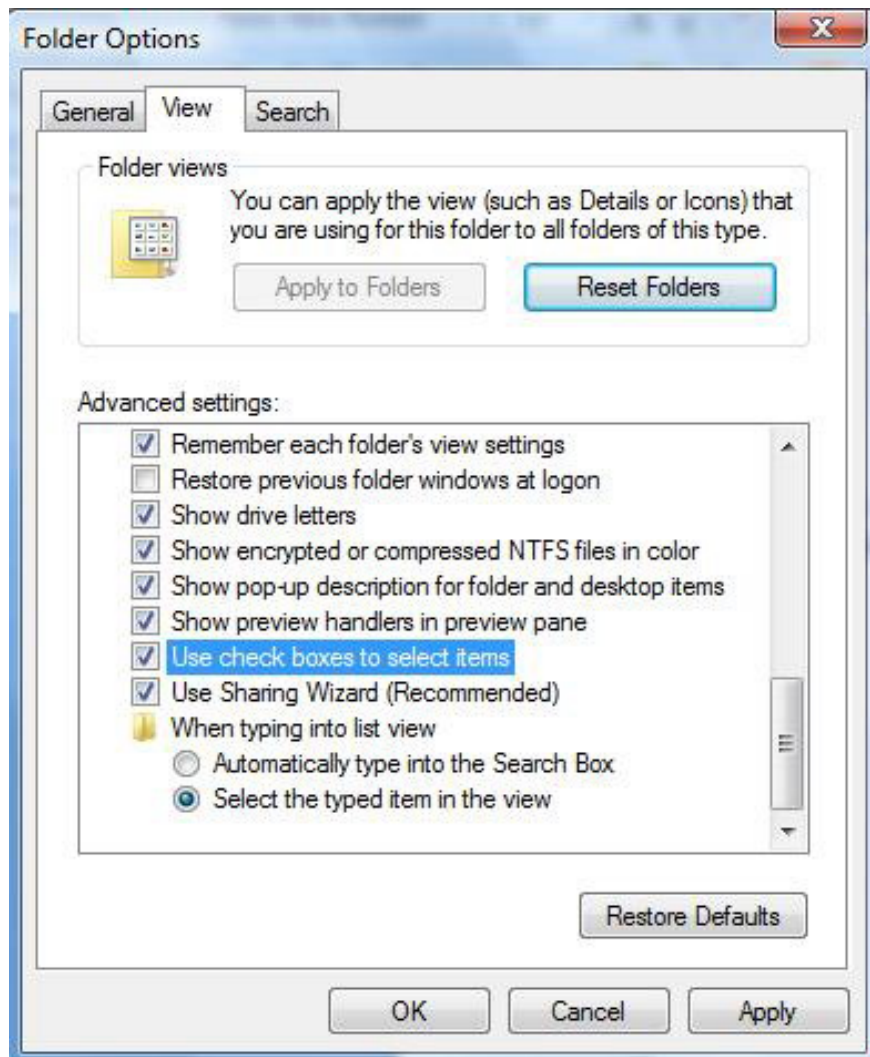 Folder Options
General View Search
Folder views
You can apply the view (such as Details or Icons) that
you are using for this folder to all folders of this type.
Apply to Folders Reset Folders
Advanced settings:
Remember each folder's view settings
Restore previous folder windows at logon
Show drive letters
Show encrypted or compressed NTFS files in color
Show pop-up description for folder and desktop items
Show preview handlers in preview pane
Use check boxes to select items
Use Sharing Wizard (Recommended)
When typing into list view
Automatically type into the Search Box
Select the typed item in the view
Restore Defaults
OK Cancel Apply